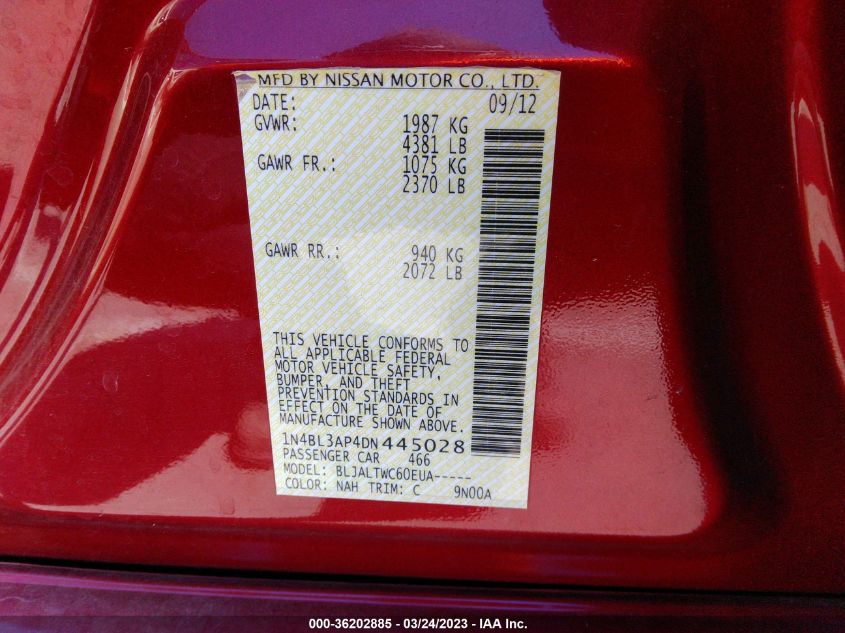 MFD BY NISSAN MOTOR CO., LTD.
DATE: 09/12
GVWR: 1987 KG
4381 LB
GAWR FR.: 1075 KG
2370 LB
GAWR RR.: 940 KG
2072 LB
THIS VEHICLE CONFORMS TO
ALL APPLICABLE FEDERAL
MOTOR VEHICLE SAFETY,
BUMPER, AND THEFT
PREVENTION STANDARDS IN
EFFECT ON THE DATE OF
MANUFACTURE SHOWN ABOVE.
1N4BL3AP4DN445028
PASSENGER CAR 466
MODEL: BLJALTWC60EUA-----
COLOR: NAH TRIM: C 9N00A
000-36202885 - 03/24/2023 - IAA Inc.